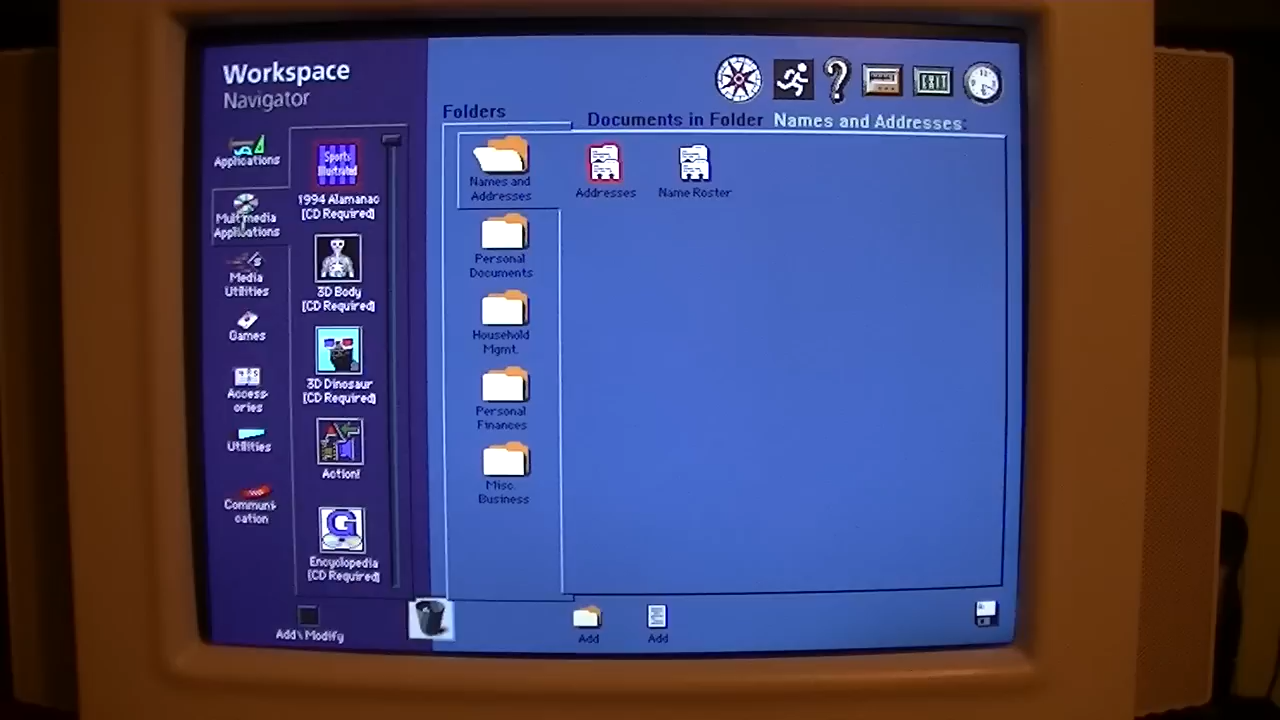 Workspace
Navigator
Applications
Multimedia
Applications
Media
Utilities
Games
Access-
ories
Utilities
Communi-
cation
Sports
Illustrated
1994 Alamanac
[CD Required]
3D Body
[CD Required]
3D Dinosaur
[CD Required]
Action!
G
Encyclopedia
[CD Required]
Add\Modify
Folders
Names and
Addresses
Personal
Documents
Household
Mgmt.
Personal
Finances
Misc.
Business
EXIT
Documents in Folder Names and Addresses:
Addresses
Name Roster
Add
Add